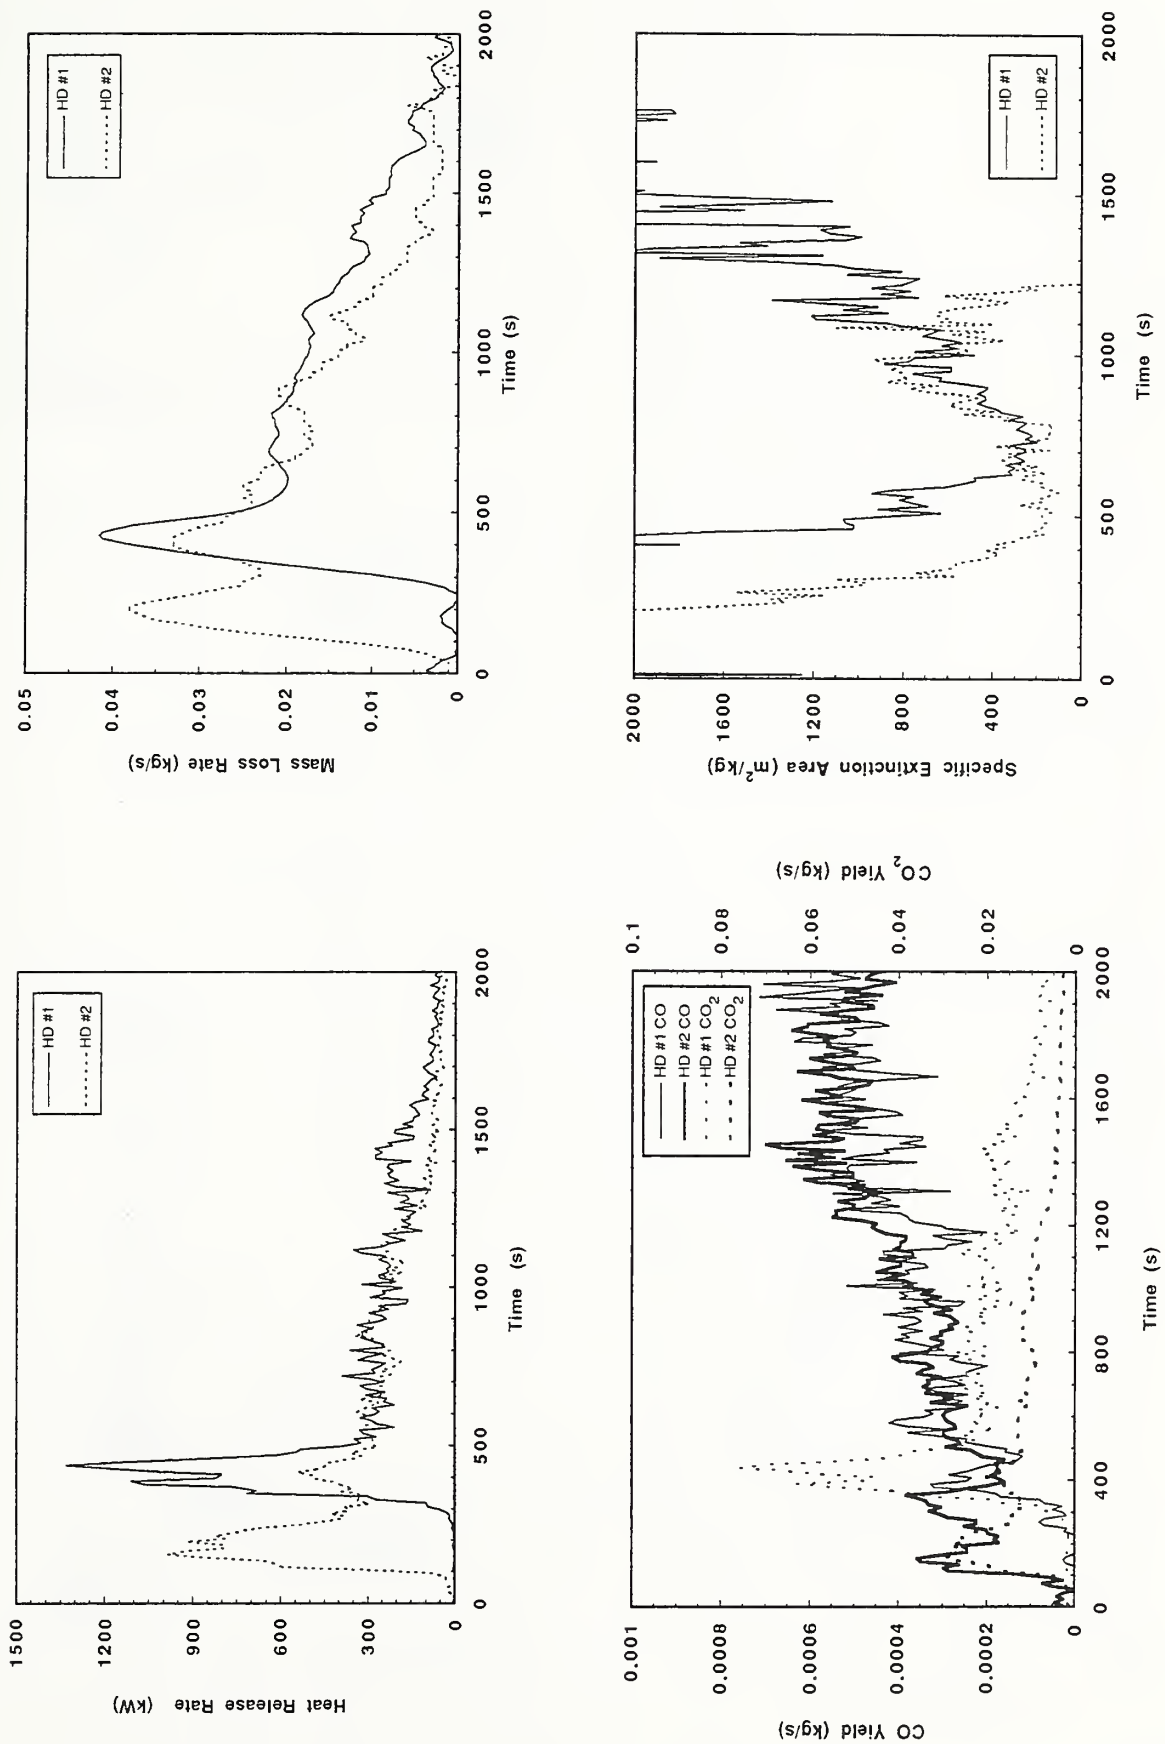 1500
1200
900
600
300
0
Heat Release Rate (kW)
0
500
1000
1500
2000
Time (s)
HD #1
HD #2
0.05
0.04
0.03
0.02
0.01
0
Mass Loss Rate (kg/s)
0
500
1000
1500
2000
Time (s)
HD #1
HD #2
0.001
0.0008
0.0006
0.0004
0.0002
0
CO Yield (kg/s)
0
400
800
1200
1600
2000
Time (s)
HD #1 CO
HD #2 CO
HD #1 CO2
HD #2 CO2
0.1
0.08
0.06
0.04
0.02
0
CO2 Yield (kg/s)
2000
1600
1200
800
400
0
Specific Extinction Area (m²/kg)
0
500
1000
1500
2000
Time (s)
HD #1
HD #2